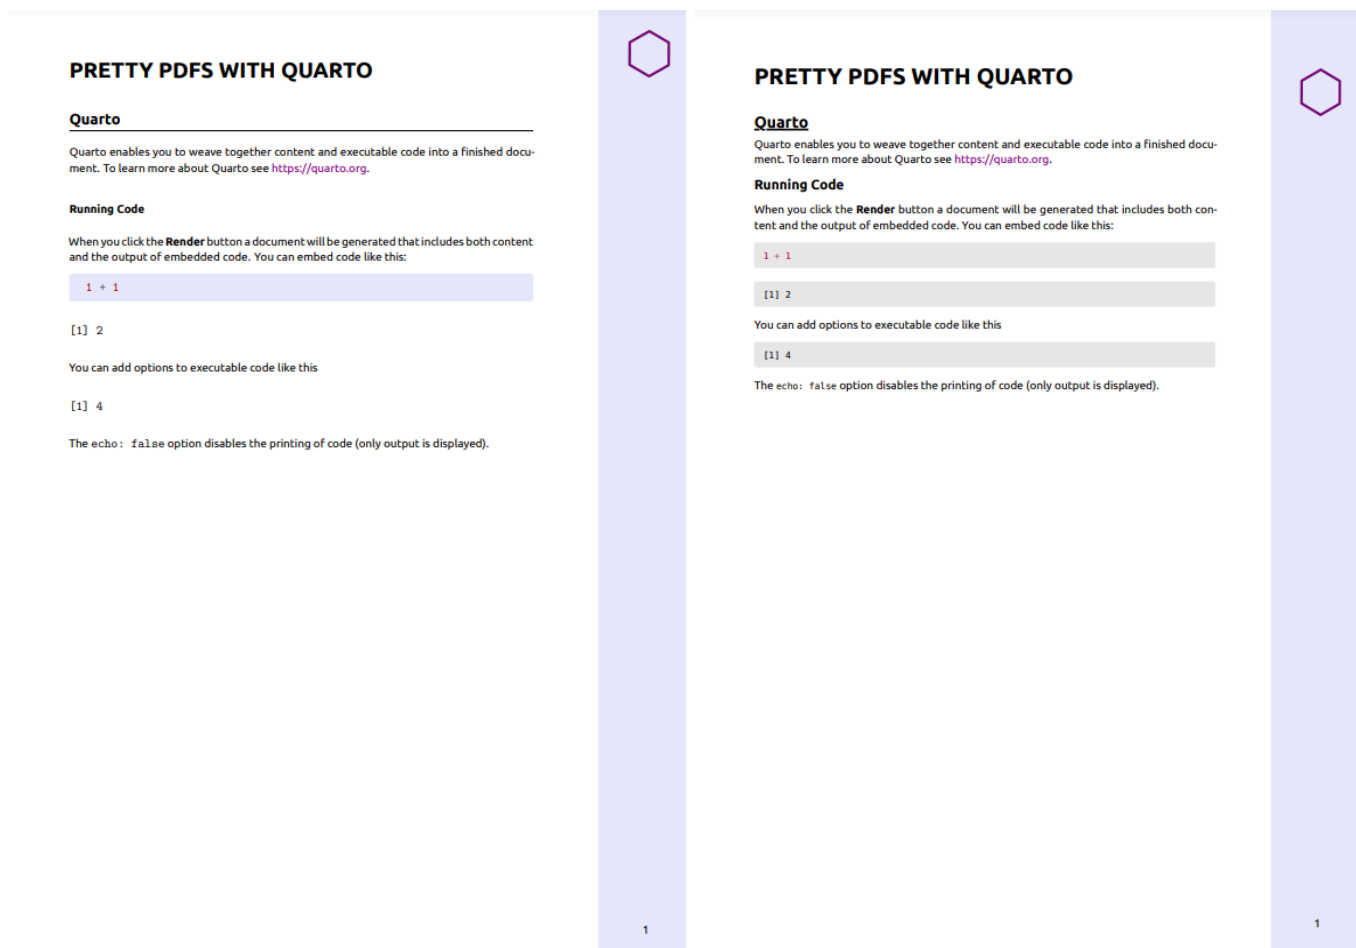 PRETTY PDFS WITH QUARTO
Quarto
Quarto enables you to weave together content and executable code into a finished docu-
ment. To learn more about Quarto see https://quarto.org.
Running Code
When you click the Render button a document will be generated that includes both content
and the output of embedded code. You can embed code like this:
1 + 1
[1] 2
You can add options to executable code like this
[1] 4
The echo: false option disables the printing of code (only output is displayed).
1
PRETTY PDFS WITH QUARTO
Quarto
Quarto enables you to weave together content and executable code into a finished docu-
ment. To learn more about Quarto see https://quarto.org.
Running Code
When you click the Render button a document will be generated that includes both con-
tent and the output of embedded code. You can embed code like this:
1 + 1
[1] 2
You can add options to executable code like this
[1] 4
The echo: false option disables the printing of code (only output is displayed).
1